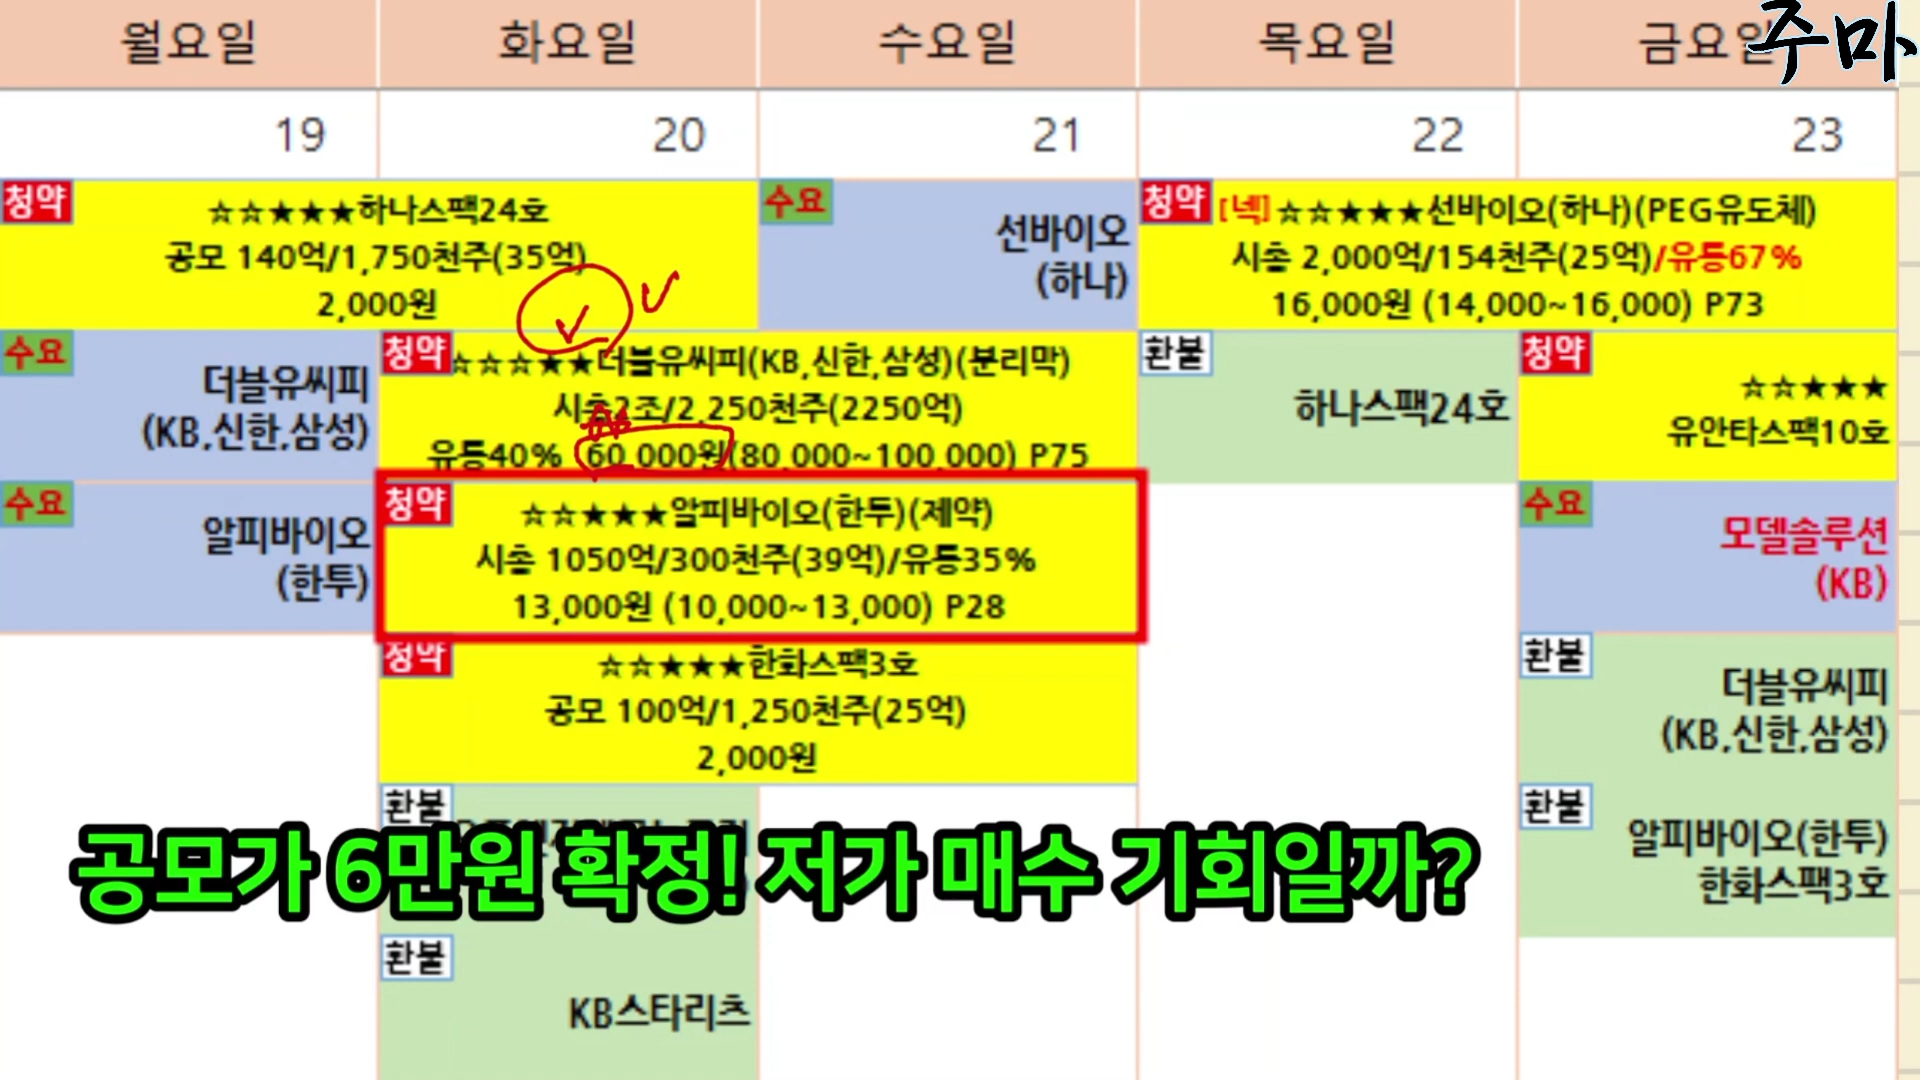 월요일 화요일 수요일 목요일 금요일
주마
19 20 21 22 23
청약
☆☆★★★하나스팩24호
공모 140억/1,750천주(35억)
2,000원
수요
선바이오
(하나)
청약
[넥]☆☆★★★선바이오(하나)(PEG유도체)
시총 2,000억/154천주(25억)/유통67%
16,000원 (14,000~16,000) P73
수요
더블유씨피
(KB,신한,삼성)
청약
☆☆☆★★더블유씨피(KB,신한,삼성)(분리막)
시총2조/2,250천주(2250억)
유통40% 60,000원(80,000~100,000) P75
환불
하나스팩24호
청약
☆☆★★★
유안타스팩10호
수요
알피바이오
(한투)
청약
☆☆★★★알피바이오(한투)(제약)
시총 1050억/300천주(39억)/유통35%
13,000원 (10,000~13,000) P28
수요
모델솔루션
(KB)
청약
☆☆★★★한화스팩3호
공모 100억/1,250천주(25억)
2,000원
환불
더블유씨피
(KB,신한,삼성)
환불
환불
알피바이오(한투)
한화스팩3호
공모가 6만원 확정! 저가 매수 기회일까?
환불
KB스타리츠